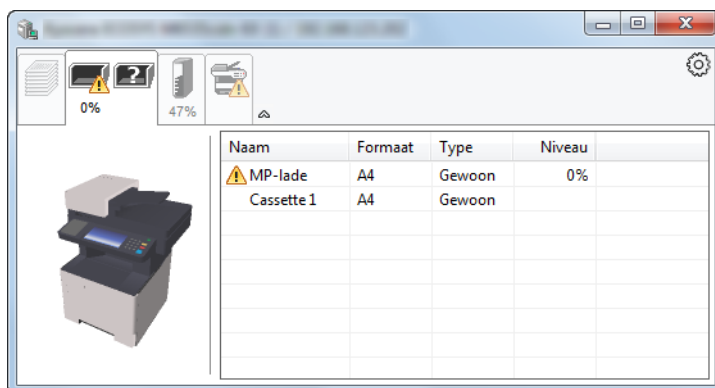 0%
47%
Naam Formaat Type Niveau
MP-lade A4 Gewoon 0%
Cassette 1 A4 Gewoon